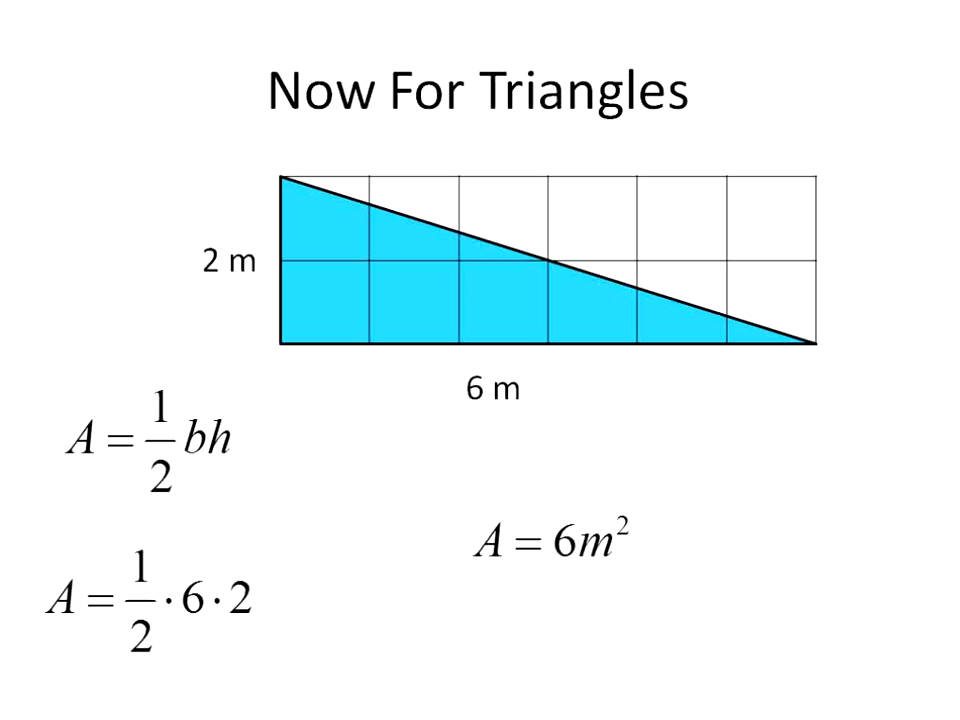 Now For Triangles
2 m
6 m
A = 1/2 bh
A = 6m²
A = 1/2 · 6 · 2